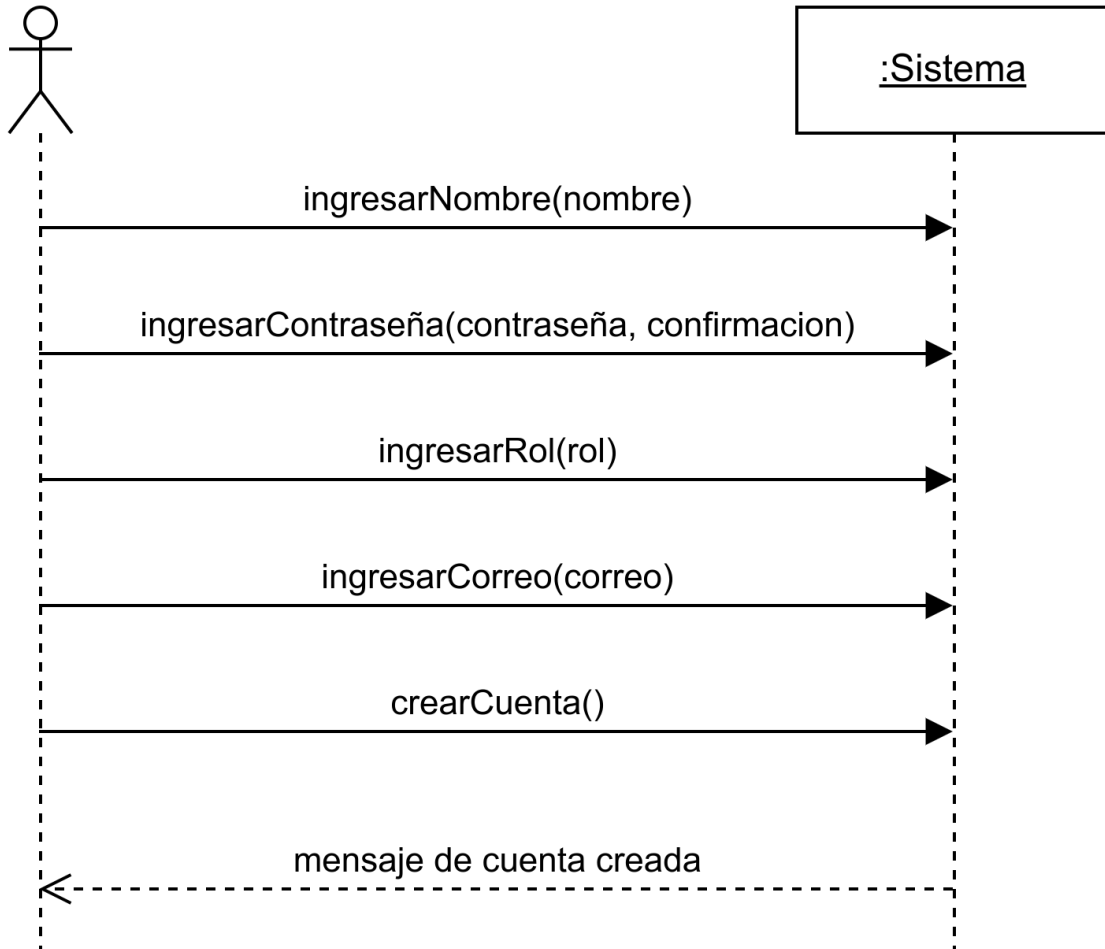 :Sistema
ingresarNombre(nombre)
ingresarContraseña(contraseña, confirmacion)
ingresarRol(rol)
ingresarCorreo(correo)
crearCuenta()
mensaje de cuenta creada